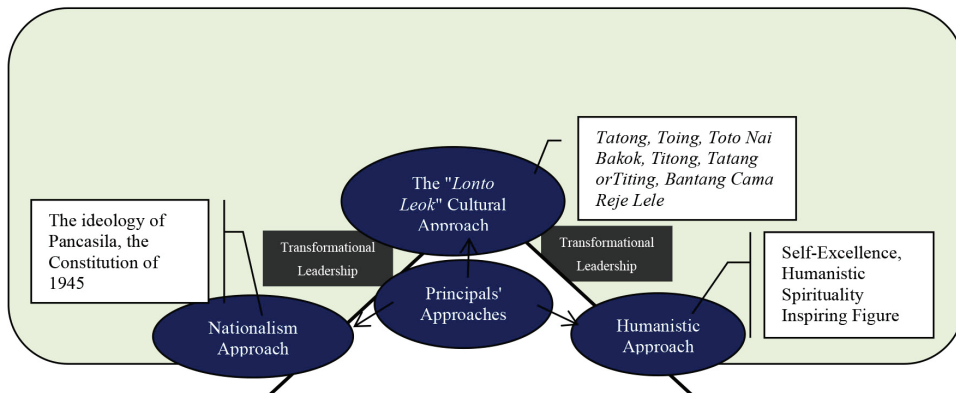 Tatong, Toing, Toto Nai
Bakok, Titong, Tatang
orTiting, Bantang Cama
Reje Lele
The "Lonto
Leok" Cultural
Approach
The ideology of
Pancasila, the
Constitution of
1945
Transformational
Leadership
Transformational
Leadership
Self-Excellence,
Humanistic
Spirituality
Inspiring Figure
Principals'
Approaches
Nationalism
Approach
Humanistic
Approach